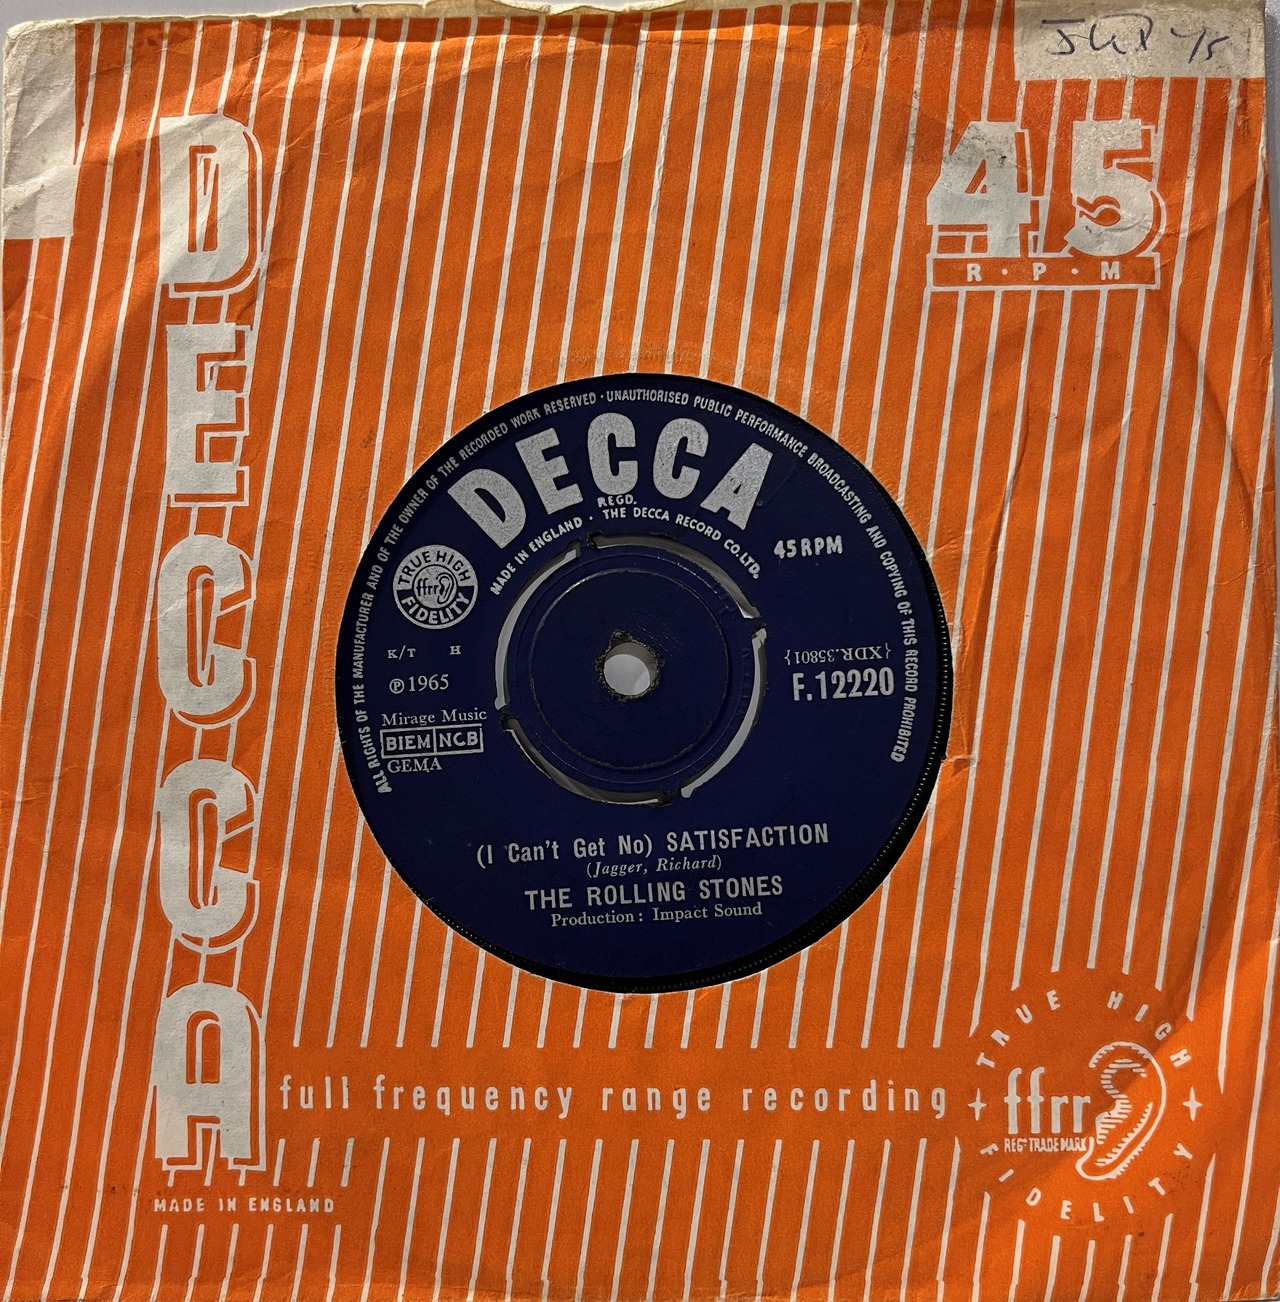 45
R·P·M
DECCA
ALL RIGHTS OF THE MANUFACTURER AND OF THE OWNER OF THE RECORDED WORK RESERVED · UNAUTHORISED PUBLIC PERFORMANCE BROADCASTING AND COPYING OF THIS RECORD PROHIBITED
DECCA
REGD.
MADE IN ENGLAND · THE DECCA RECORD CO. LTD.
45 RPM
TRUE HIGH
ffrr
FIDELITY
K/T H
℗ 1965
{XDR.35801}
F.12220
Mirage Music
BIEM NCB
GEMA
(I Can't Get No) SATISFACTION
(Jagger, Richard)
THE ROLLING STONES
Production: Impact Sound
full frequency range recording
TRUE HIGH
ffrr
REGD TRADE MARK
FIDELITY
MADE IN ENGLAND